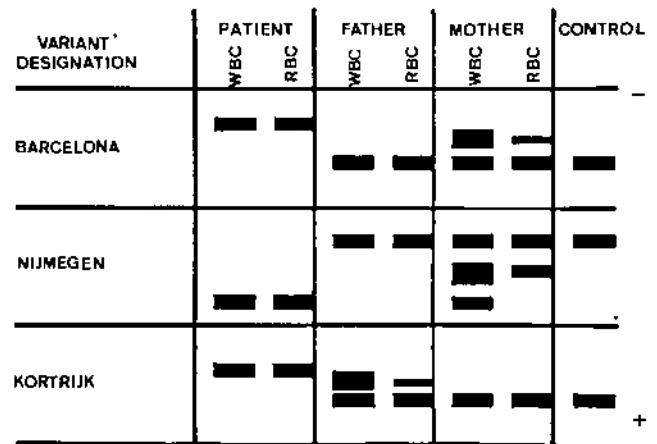 VARIANT'
DESIGNATION
PATIENT
FATHER
MOTHER
CONTROL
WBC
RBC
WBC
RBC
WBC
RBC
−
BARCELONA
NIJMEGEN
KORTRIJK
+